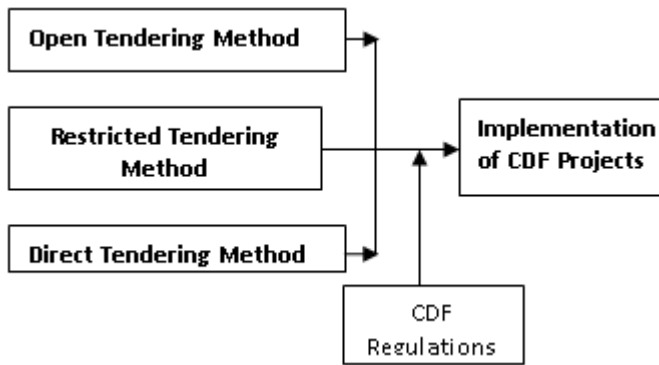 Open Tendering Method
Restricted Tendering
Method
Direct Tendering Method
Implementation
of CDF Projects
CDF
Regulations